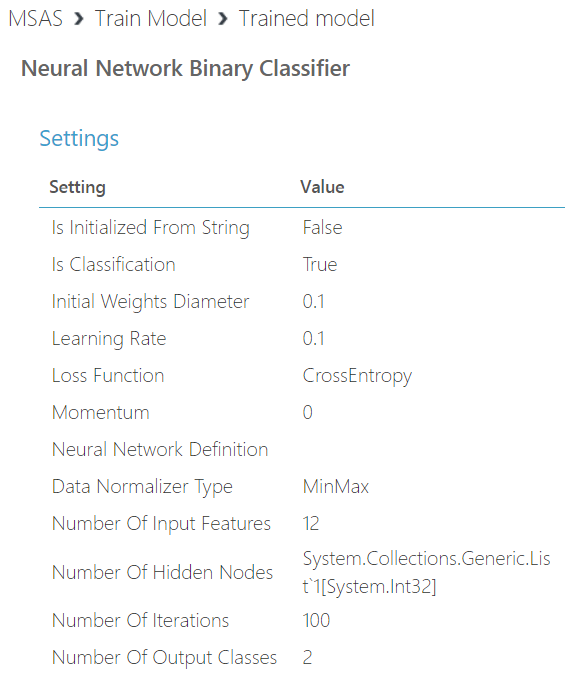 MSAS › Train Model › Trained model
Neural Network Binary Classifier
Settings
Setting Value
Is Initialized From String False
Is Classification True
Initial Weights Diameter 0.1
Learning Rate 0.1
Loss Function CrossEntropy
Momentum 0
Neural Network Definition
Data Normalizer Type MinMax
Number Of Input Features 12
Number Of Hidden Nodes System.Collections.Generic.Lis
t`1[System.Int32]
Number Of Iterations 100
Number Of Output Classes 2